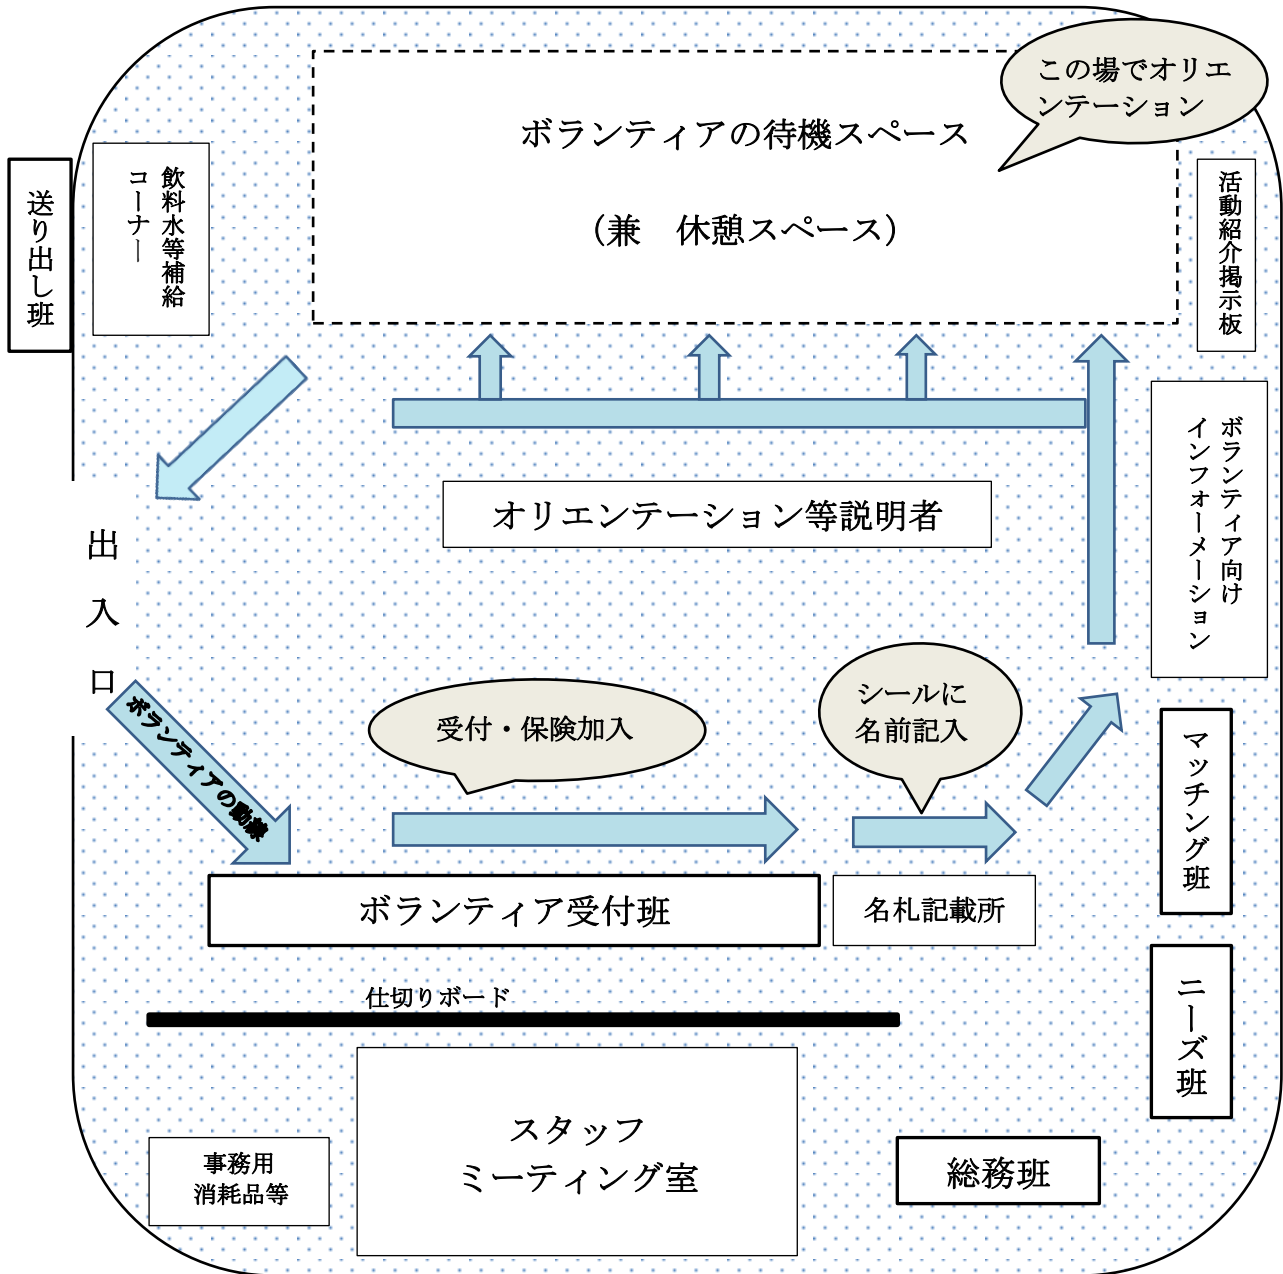 この場でオリエ
ンテーション
ボランティアの待機スペース
（兼　休憩スペース）
送り出し班
飲料水等補給
コーナー
活動紹介掲示板
ボランティア向け
インフォーメーション
オリエンテーション等説明者
出入口
ボランティアの動線
受付・保険加入
シールに
名前記入
マッチング班
ボランティア受付班
名札記載所
ニーズ班
仕切りボード
スタッフ
ミーティング室
事務用
消耗品等
総務班